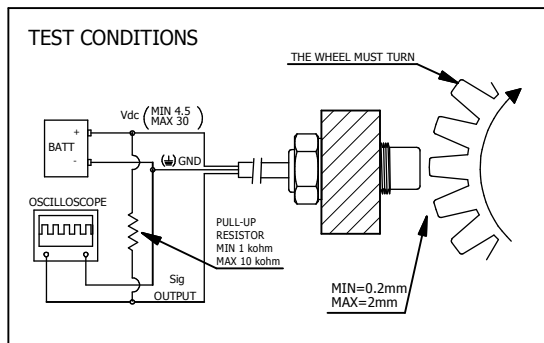 TEST CONDITIONS
THE WHEEL MUST TURN
Vdc (MIN 4.5
MAX 30)
+
BATT
-
GND
OSCILLOSCOPE
PULL-UP
RESISTOR
MIN 1 kohm
MAX 10 kohm
Sig
OUTPUT
MIN=0.2mm
MAX=2mm